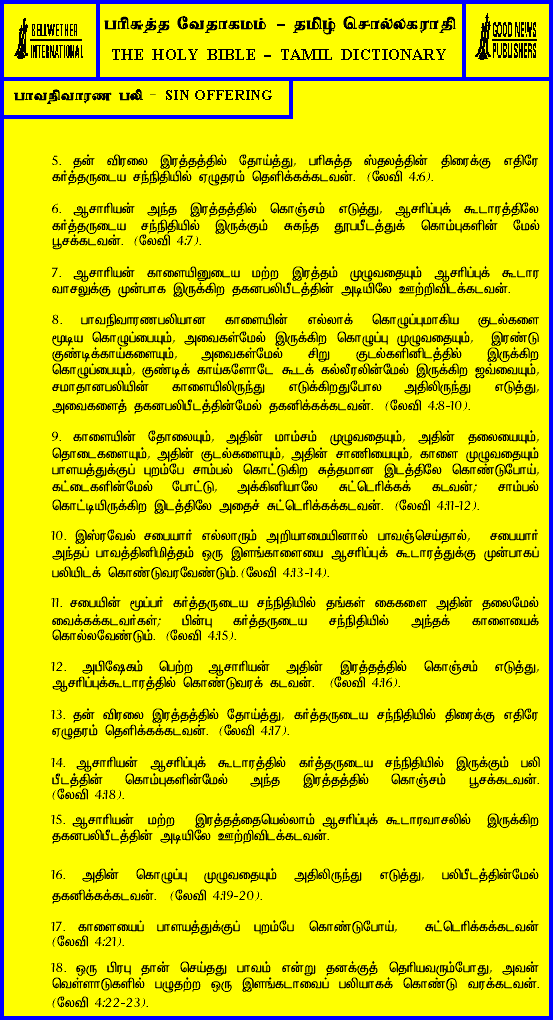 BELLWETHER
INTERNATIONAL
பரிசுத்த வேதாகமம் - தமிழ் சொல்லகராதி
THE HOLY BIBLE - TAMIL DICTIONARY
GOOD NEWS
PUBLISHERS
பாவநிவாரண பலி - SIN OFFERING
5. தன் விரலை இரத்தத்தில் தோய்த்து, பரிசுத்த ஸ்தலத்தின் திரைக்கு எதிரே
கர்த்தருடைய சந்நிதியில் ஏழுதரம் தெளிக்கக்கடவன். (லேவி 4:6).
6. ஆசாரியன் அந்த இரத்தத்தில் கொஞ்சம் எடுத்து, ஆசரிப்புக் கூடாரத்திலே
கர்த்தருடைய சந்நிதியில் இருக்கும் சுகந்த தூபபீடத்துக் கொம்புகளின் மேல்
பூசக்கடவன். (லேவி 4:7).
7. ஆசாரியன் காளையினுடைய மற்ற இரத்தம் முழுவதையும் ஆசரிப்புக் கூடார
வாசலுக்கு முன்பாக இருக்கிற தகனபலிபீடத்தின் அடியிலே ஊற்றிவிடக்கடவன்.
8. பாவநிவாரணபலியான காளையின் எல்லாக் கொழுப்புமாகிய குடல்களை
மூடிய கொழுப்பையும், அவைகள்மேல் இருக்கிற கொழுப்பு முழுவதையும், இரண்டு
குண்டிக்காய்களையும், அவைகள்மேல் சிறு குடல்களினிடத்தில் இருக்கிற
கொழுப்பையும், குண்டிக் காய்களோடே கூடக் கல்லீரலின்மேல் இருக்கிற ஜவ்வையும்,
சமாதானபலியின் காளையிலிருந்து எடுக்கிறதுபோல அதிலிருந்து எடுத்து,
அவைகளைத் தகனபலிபீடத்தின்மேல் தகனிக்கக்கடவன். (லேவி 4:8-10).
9. காளையின் தோலையும், அதின் மாம்சம் முழுவதையும், அதின் தலையையும்,
தொடைகளையும், அதின் குடல்களையும், அதின் சாணியையும், காளை முழுவதையும்
பாளயத்துக்குப் புறம்பே சாம்பல் கொட்டுகிற சுத்தமான இடத்திலே கொண்டுபோய்,
கட்டைகளின்மேல் போட்டு, அக்கினியாலே சுட்டெரிக்கக் கடவன்; சாம்பல்
கொட்டியிருக்கிற இடத்திலே அதைச் சுட்டெரிக்கக்கடவன். (லேவி 4:11-12).
10. இஸ்ரவேல் சபையார் எல்லாரும் அறியாமையினால் பாவஞ்செய்தால், சபையார்
அந்தப் பாவத்தினிமித்தம் ஒரு இளங்காளையை ஆசரிப்புக் கூடாரத்துக்கு முன்பாகப்
பலியிடக் கொண்டுவரவேண்டும்.(லேவி 4:13-14).
11. சபையின் மூப்பர் கர்த்தருடைய சந்நிதியில் தங்கள் கைகளை அதின் தலைமேல்
வைக்கக்கடவர்கள்; பின்பு கர்த்தருடைய சந்நிதியில் அந்தக் காளையைக்
கொல்லவேண்டும். (லேவி 4:15).
12. அபிஷேகம் பெற்ற ஆசாரியன் அதின் இரத்தத்தில் கொஞ்சம் எடுத்து,
ஆசரிப்புக்கூடாரத்தில் கொண்டுவரக் கடவன். (லேவி 4:16).
13. தன் விரலை இரத்தத்தில் தோய்த்து, கர்த்தருடைய சந்நிதியில் திரைக்கு எதிரே
ஏழுதரம் தெளிக்கக்கடவன். (லேவி 4:17).
14. ஆசாரியன் ஆசரிப்புக் கூடாரத்தில் கர்த்தருடைய சந்நிதியில் இருக்கும் பலி
பீடத்தின் கொம்புகளின்மேல் அந்த இரத்தத்தில் கொஞ்சம் பூசக்கடவன்.
(லேவி 4:18).
15. ஆசாரியன் மற்ற இரத்தத்தையெல்லாம் ஆசரிப்புக் கூடாரவாசலில் இருக்கிற
தகனபலிபீடத்தின் அடியிலே ஊற்றிவிடக்கடவன்.
16. அதின் கொழுப்பு முழுவதையும் அதிலிருந்து எடுத்து, பலிபீடத்தின்மேல்
தகனிக்கக்கடவன். (லேவி 4:19-20).
17. காளையைப் பாளயத்துக்குப் புறம்பே கொண்டுபோய், சுட்டெரிக்கக்கடவன்
(லேவி 4:21).
18. ஒரு பிரபு தான் செய்தது பாவம் என்று தனக்குத் தெரியவரும்போது, அவன்
வெள்ளாடுகளில் பழுதற்ற ஒரு இளங்கடாவைப் பலியாகக் கொண்டு வரக்கடவன்.
(லேவி 4:22-23).